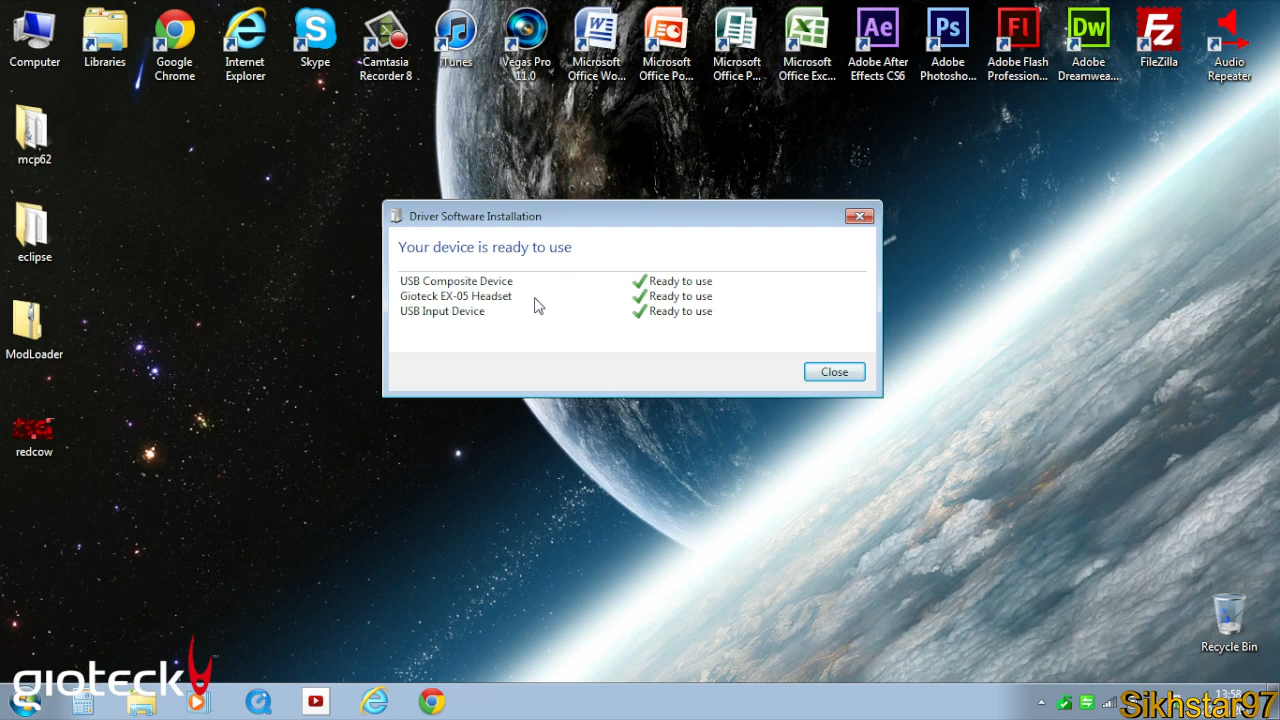 Computer
Libraries
Google
Chrome
Internet
Explorer
Skype
Camtasia
Recorder 8
iTunes
Vegas Pro
11.0
Microsoft
Office Wo...
Microsoft
Office Po...
Microsoft
Office P...
Microsoft
Office Exc...
Adobe After
Effects CS6
Adobe
Photosho...
Adobe Flash
Profession...
Adobe
Dreamwea...
FileZilla
Audio
Repeater
mcp62
eclipse
ModLoader
redcow
Driver Software Installation
Your device is ready to use
USB Composite Device Ready to use
Gioteck EX-05 Headset Ready to use
USB Input Device Ready to use
Close
Recycle Bin
gioteck
13:58
Sikhstar97